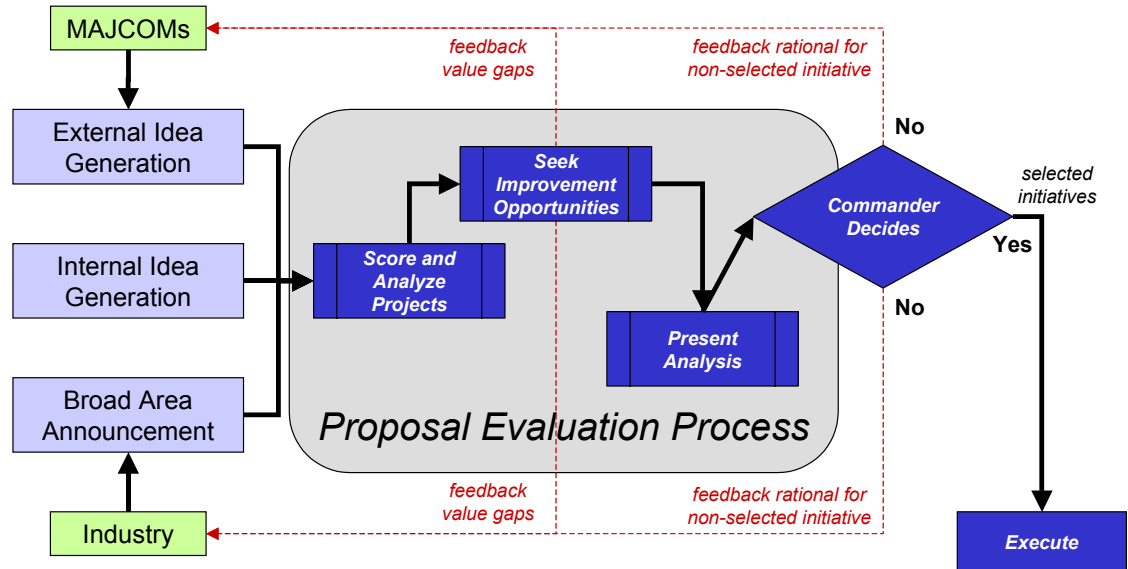 MAJCOMs
feedback
value gaps
feedback rational for
non-selected initiative
External Idea
Generation
No
Seek
Improvement
Opportunities
selected
initiatives
Commander
Decides
Yes
Internal Idea
Generation
Score and
Analyze
Projects
No
Present
Analysis
Broad Area
Announcement
Proposal Evaluation Process
feedback
value gaps
feedback rational for
non-selected initiative
Industry
Execute